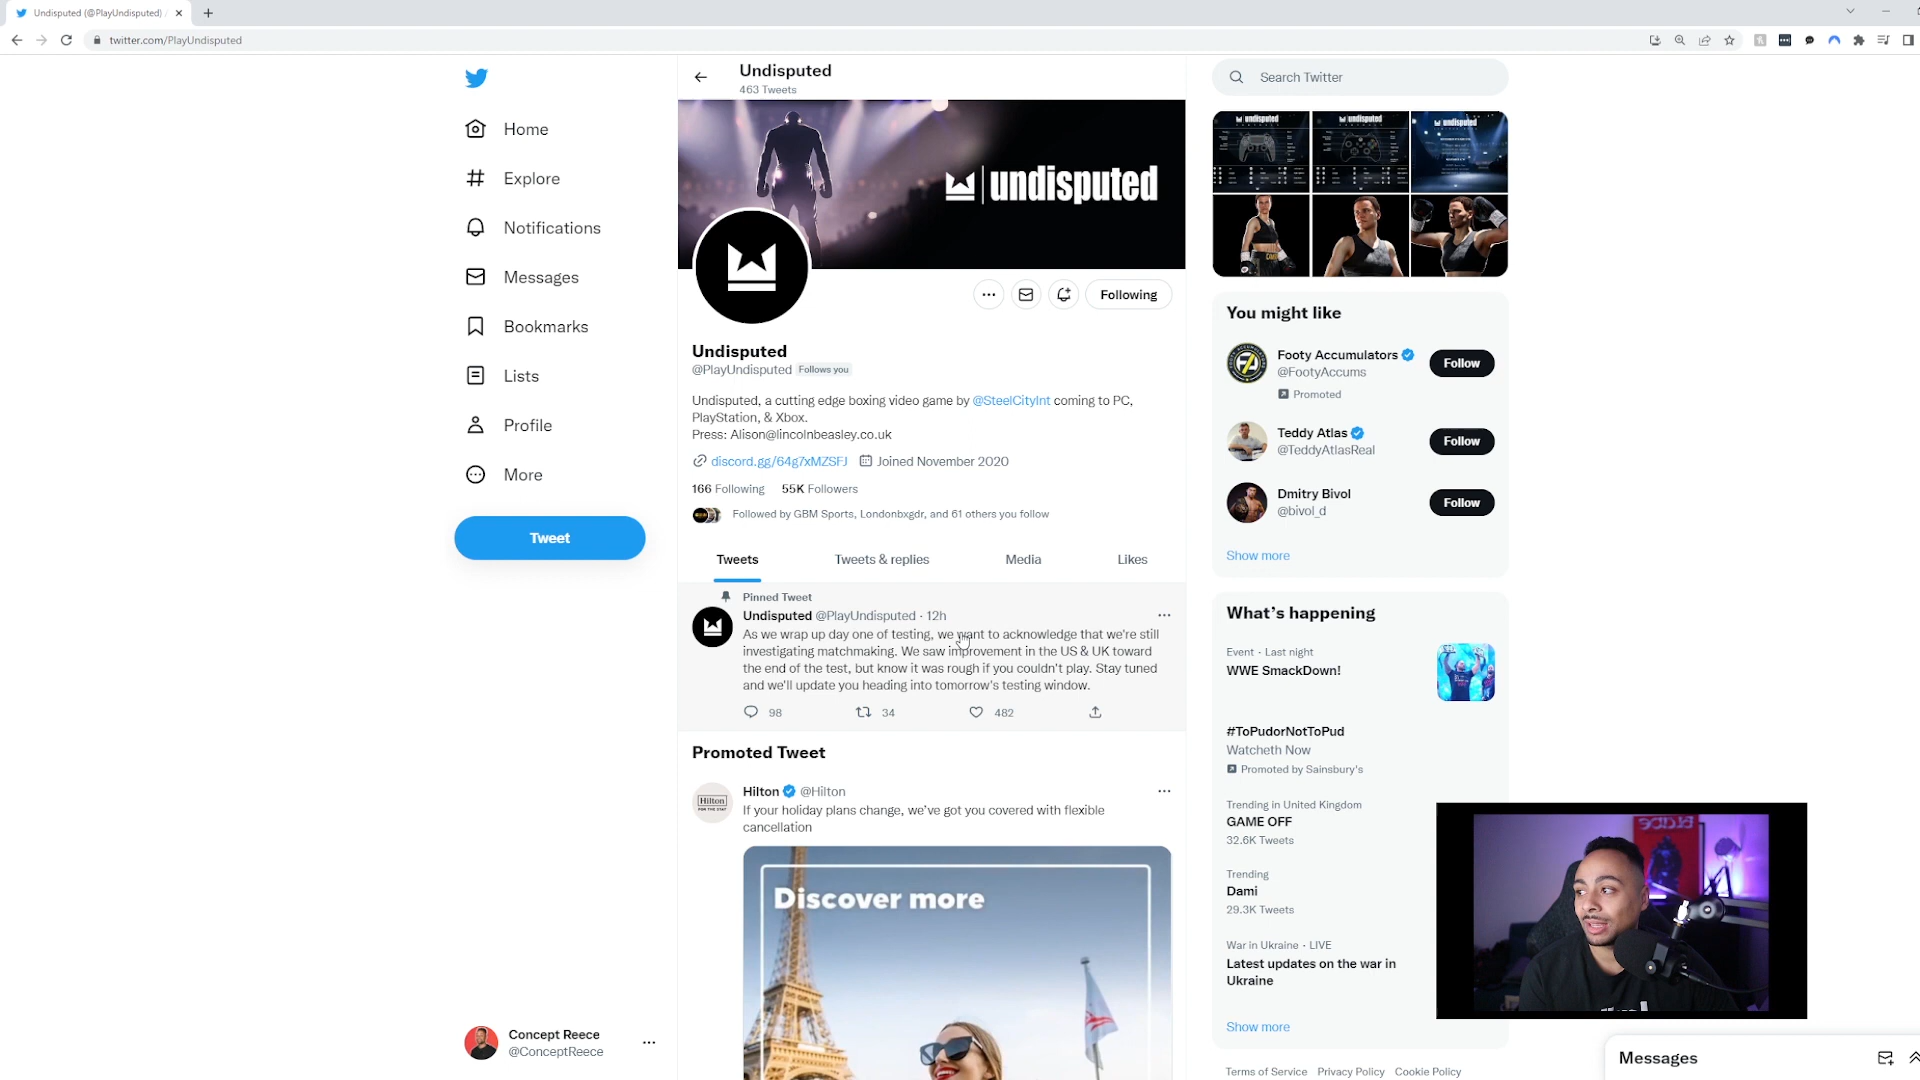 Undisputed (@PlayUndisputed) /
twitter.com/PlayUndisputed
Home
Explore
Notifications
Messages
Bookmarks
Lists
Profile
More
Tweet
Concept Reece
@ConceptReece
Undisputed
463 Tweets
undisputed
Following
Undisputed
@PlayUndisputed Follows you
Undisputed, a cutting edge boxing video game by @SteelCityInt coming to PC,
PlayStation, & Xbox.
Press: Alison@lincolnbeasley.co.uk
discord.gg/64g7xMZSFJ Joined November 2020
166 Following 55K Followers
Followed by GBM Sports, Londonbxgdr, and 61 others you follow
Tweets Tweets & replies Media Likes
Pinned Tweet
Undisputed @PlayUndisputed · 12h
As we wrap up day one of testing, we want to acknowledge that we're still
investigating matchmaking. We saw improvement in the US & UK toward
the end of the test, but know it was rough if you couldn't play. Stay tuned
and we'll update you heading into tomorrow's testing window.
98 34 482
Promoted Tweet
Hilton @Hilton
Hilton
If your holiday plans change, we've got you covered with flexible
cancellation
Discover more
Search Twitter
undisputed undisputed undisputed
You might like
Footy Accumulators
@FootyAccums
Promoted
Follow
Teddy Atlas
@TeddyAtlasReal
Follow
Dmitry Bivol
@bivol_d
Follow
Show more
What's happening
Event · Last night
WWE SmackDown!
#ToPudorNotToPud
Watcheth Now
Promoted by Sainsbury's
Trending in United Kingdom
GAME OFF
32.6K Tweets
Trending
Dami
29.3K Tweets
War in Ukraine · LIVE
Latest updates on the war in
Ukraine
Show more
Terms of Service Privacy Policy Cookie Policy
Messages